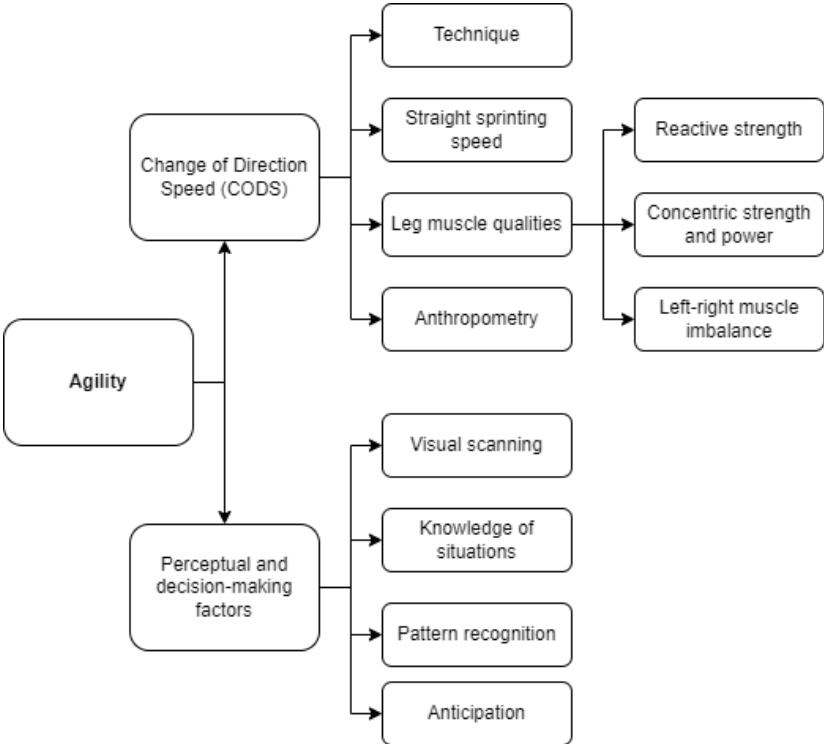 Technique
Straight sprinting
speed
Reactive strength
Change of Direction
Speed (CODS)
Leg muscle qualities
Concentric strength
and power
Anthropometry
Left-right muscle
imbalance
Agility
Visual scanning
Knowledge of
situations
Perceptual and
decision-making
factors
Pattern recognition
Anticipation